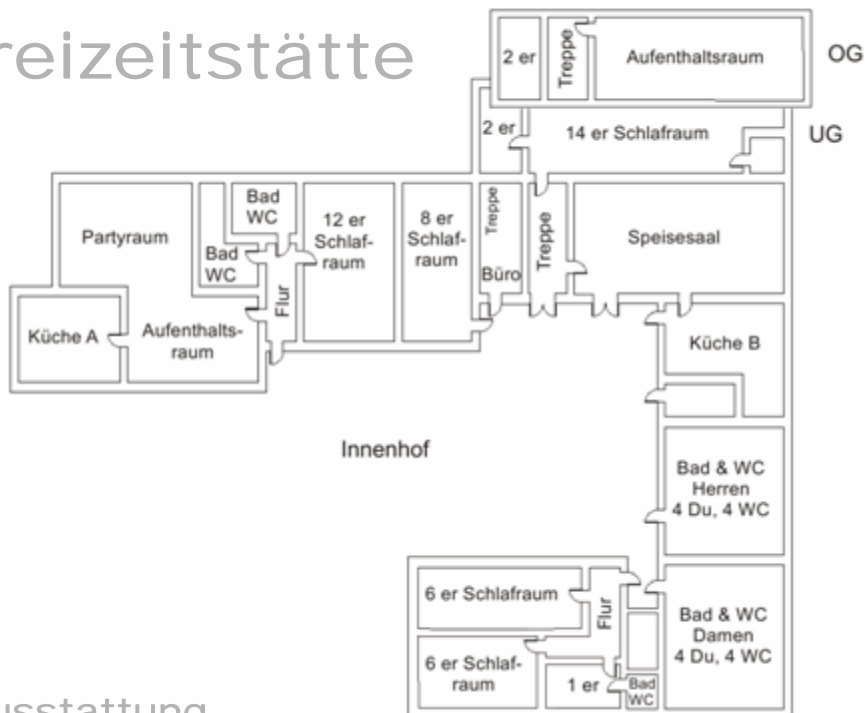 reizeitstätte
2 er
Treppe
Aufenthaltsraum
OG
2 er
14 er Schlafraum
UG
Partyraum
Bad
WC
Bad
WC
Flur
12 er
Schlaf-
raum
8 er
Schlaf-
raum
Treppe
Büro
Treppe
Speisesaal
Küche A
Aufenthalts-
raum
Küche B
Innenhof
Bad & WC
Herren
4 Du, 4 WC
6 er Schlafraum
Flur
Bad & WC
Damen
4 Du, 4 WC
6 er Schlaf-
raum
1 er
Bad
WC
usstattung